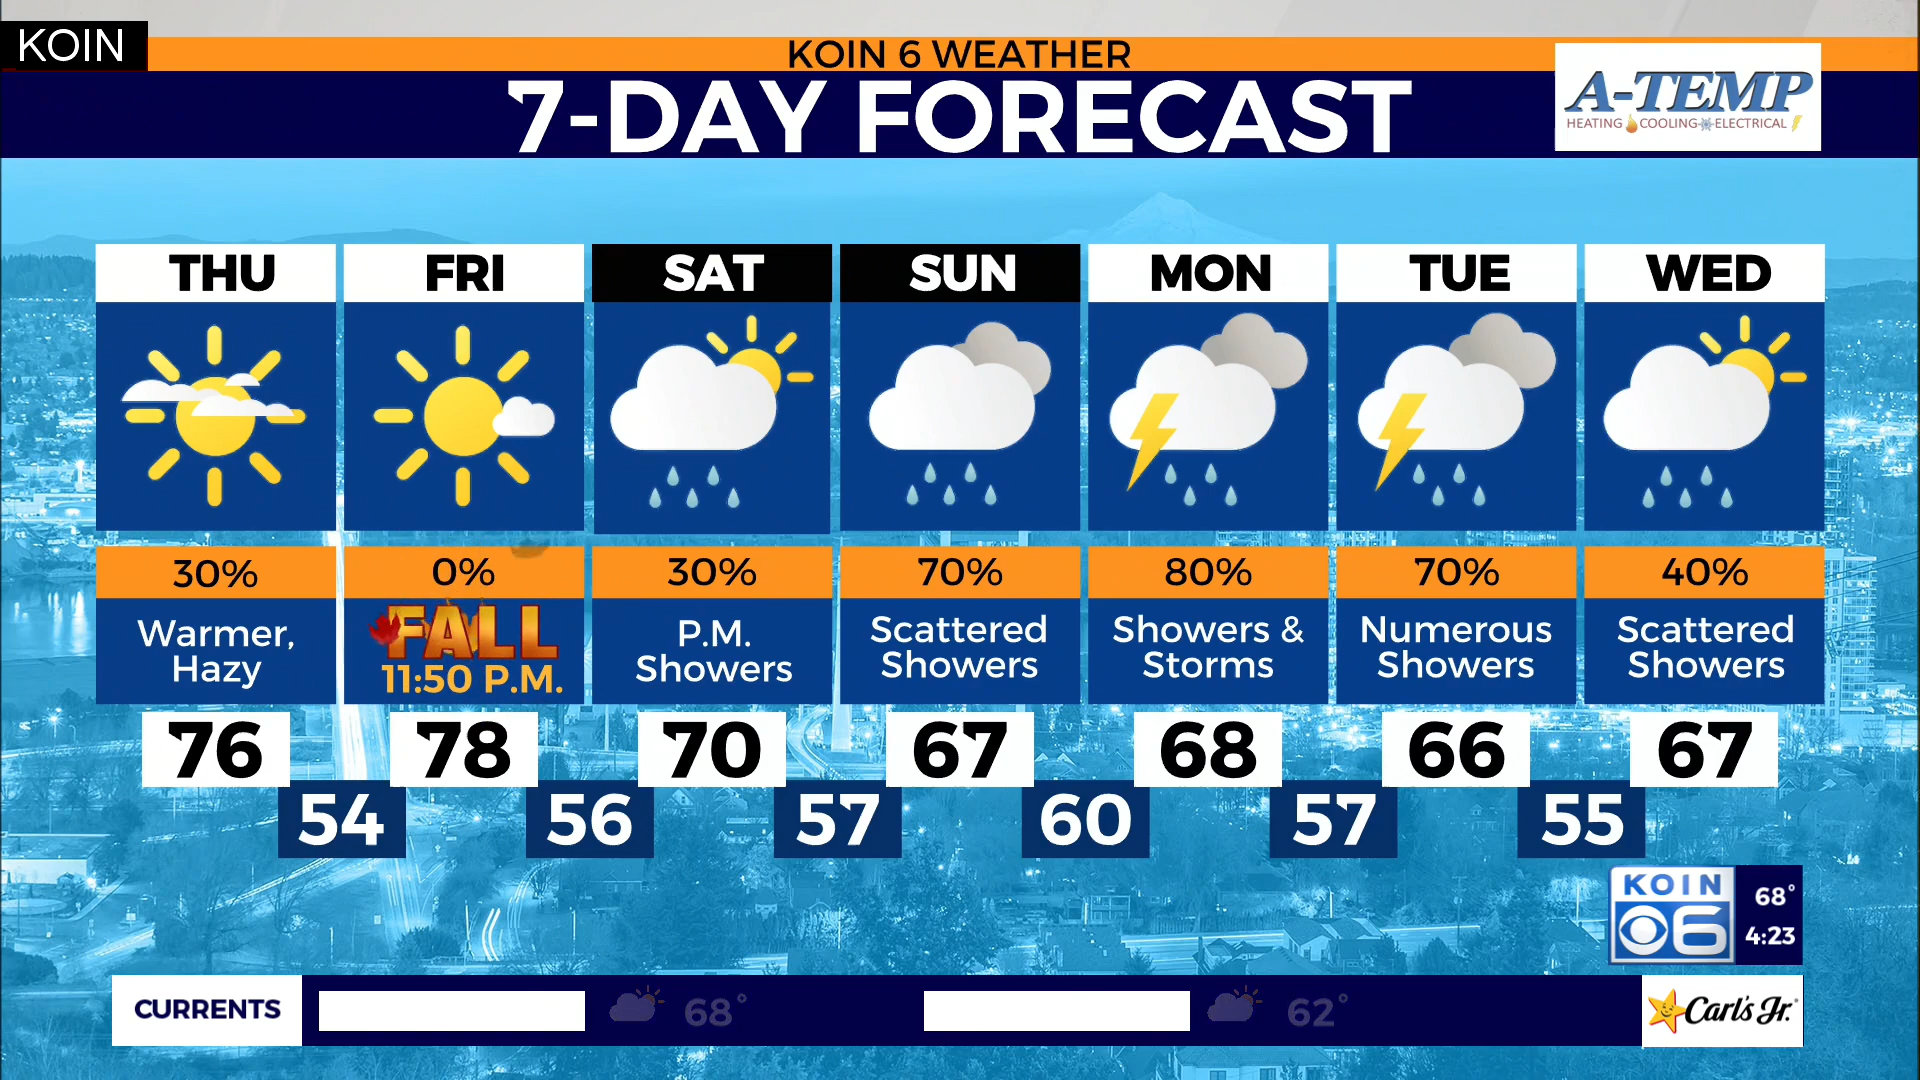 KOIN
KOIN 6 WEATHER
7-DAY FORECAST
A-TEMP
HEATING COOLING ELECTRICAL
THU FRI SAT SUN MON TUE WED
30% 0% 30% 70% 80% 70% 40%
Warmer, Hazy
FALL 11:50 P.M.
P.M. Showers
Scattered Showers
Showers & Storms
Numerous Showers
Scattered Showers
76 78 70 67 68 66 67
54 56 57 60 57 55
KOIN 6
68°
4:23
CURRENTS 68° 62° Carl's Jr.